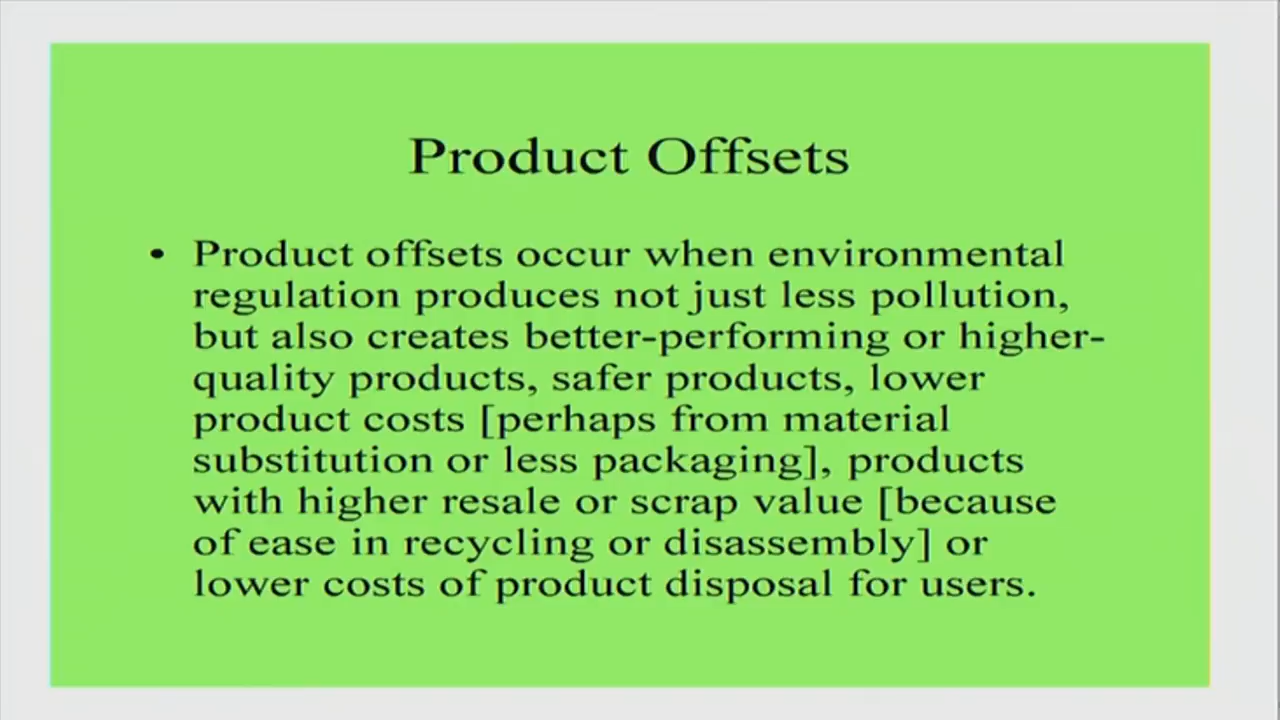 Product Offsets
• Product offsets occur when environmental
regulation produces not just less pollution,
but also creates better-performing or higher-
quality products, safer products, lower
product costs [perhaps from material
substitution or less packaging], products
with higher resale or scrap value [because
of ease in recycling or disassembly] or
lower costs of product disposal for users.